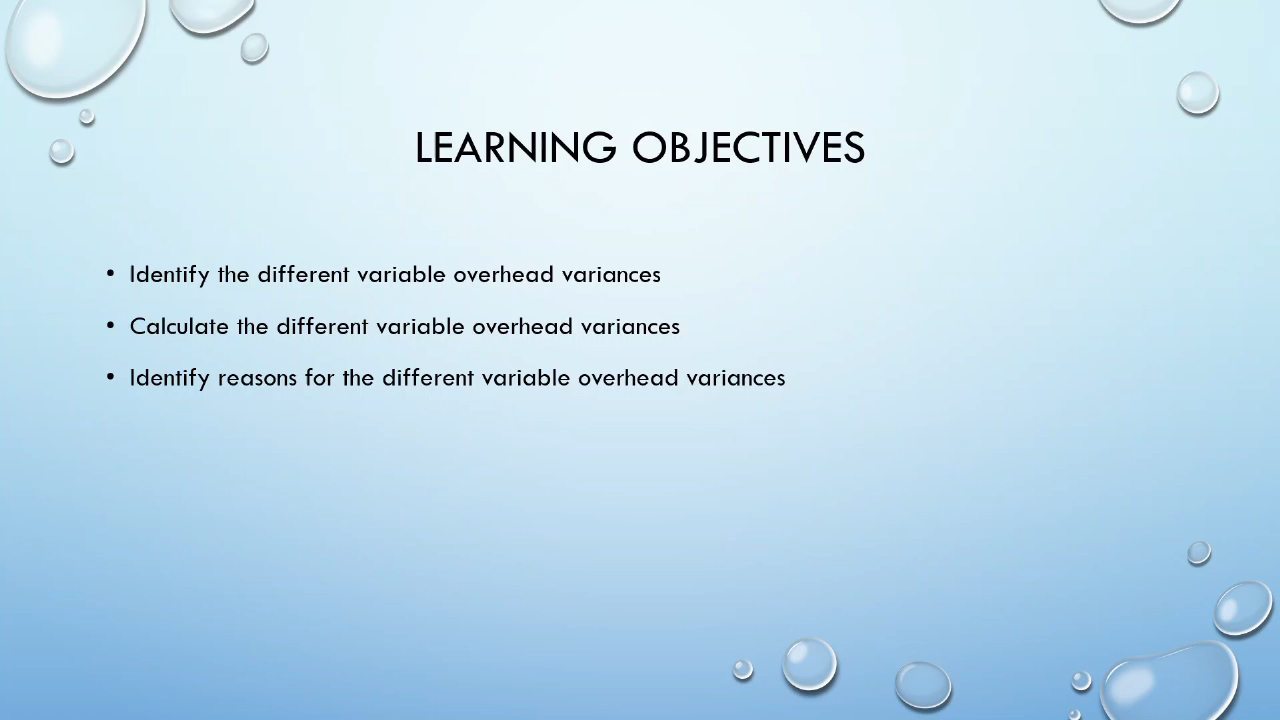 LEARNING OBJECTIVES
• Identify the different variable overhead variances
• Calculate the different variable overhead variances
• Identify reasons for the different variable overhead variances